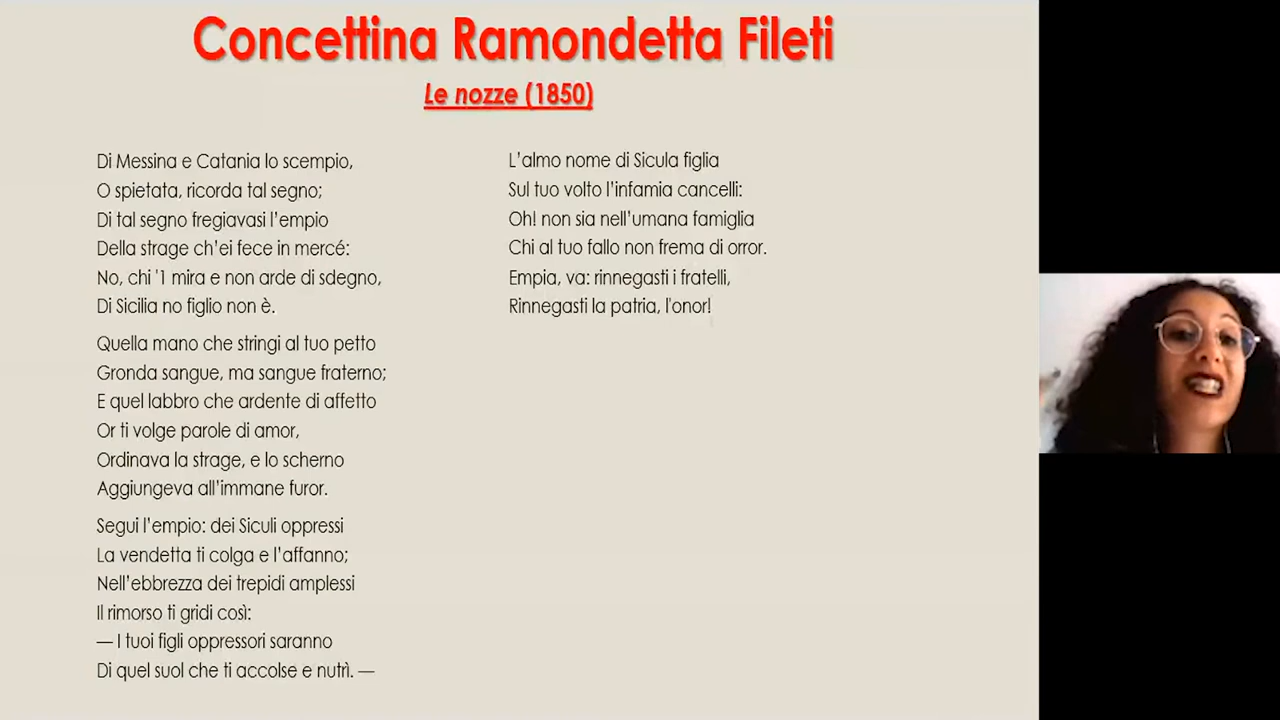 Concettina Ramondetta Fileti
Le nozze (1850)
Di Messina e Catania lo scempio,
O spietata, ricorda tal segno;
Di tal segno fregiavasi l'empio
Della strage ch'ei fece in mercé:
No, chi '1 mira e non arde di sdegno,
Di Sicilia no figlio non è.
Quella mano che stringi al tuo petto
Gronda sangue, ma sangue fraterno;
E quel labbro che ardente di affetto
Or ti volge parole di amor,
Ordinava la strage, e lo scherno
Aggiungeva all'immane furor.
Segui l'empio: dei Siculi oppressi
La vendetta ti colga e l'affanno;
Nell'ebbrezza dei trepidi amplessi
Il rimorso ti gridi così:
— I tuoi figli oppressori saranno
Di quel suol che ti accolse e nutrì. —
L'almo nome di Sicula figlia
Sul tuo volto l'infamia cancelli:
Oh! non sia nell'umana famiglia
Chi al tuo fallo non frema di orror.
Empia, va: rinnegasti i fratelli,
Rinnegasti la patria, l'onor!